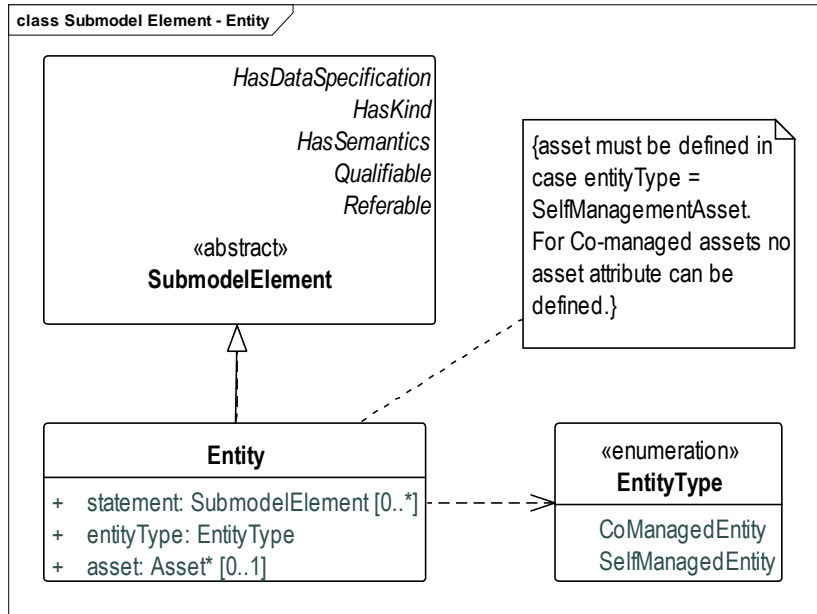 class Submodel Element - Entity
HasDataSpecification
HasKind
HasSemantics
Qualifiable
Referable
«abstract»
SubmodelElement
{asset must be defined in
case entityType =
SelfManagementAsset.
For Co-managed assets no
asset attribute can be
defined.}
Entity
+ statement: SubmodelElement [0..*]
+ entityType: EntityType
+ asset: Asset* [0..1]
«enumeration»
EntityType
CoManagedEntity
SelfManagedEntity